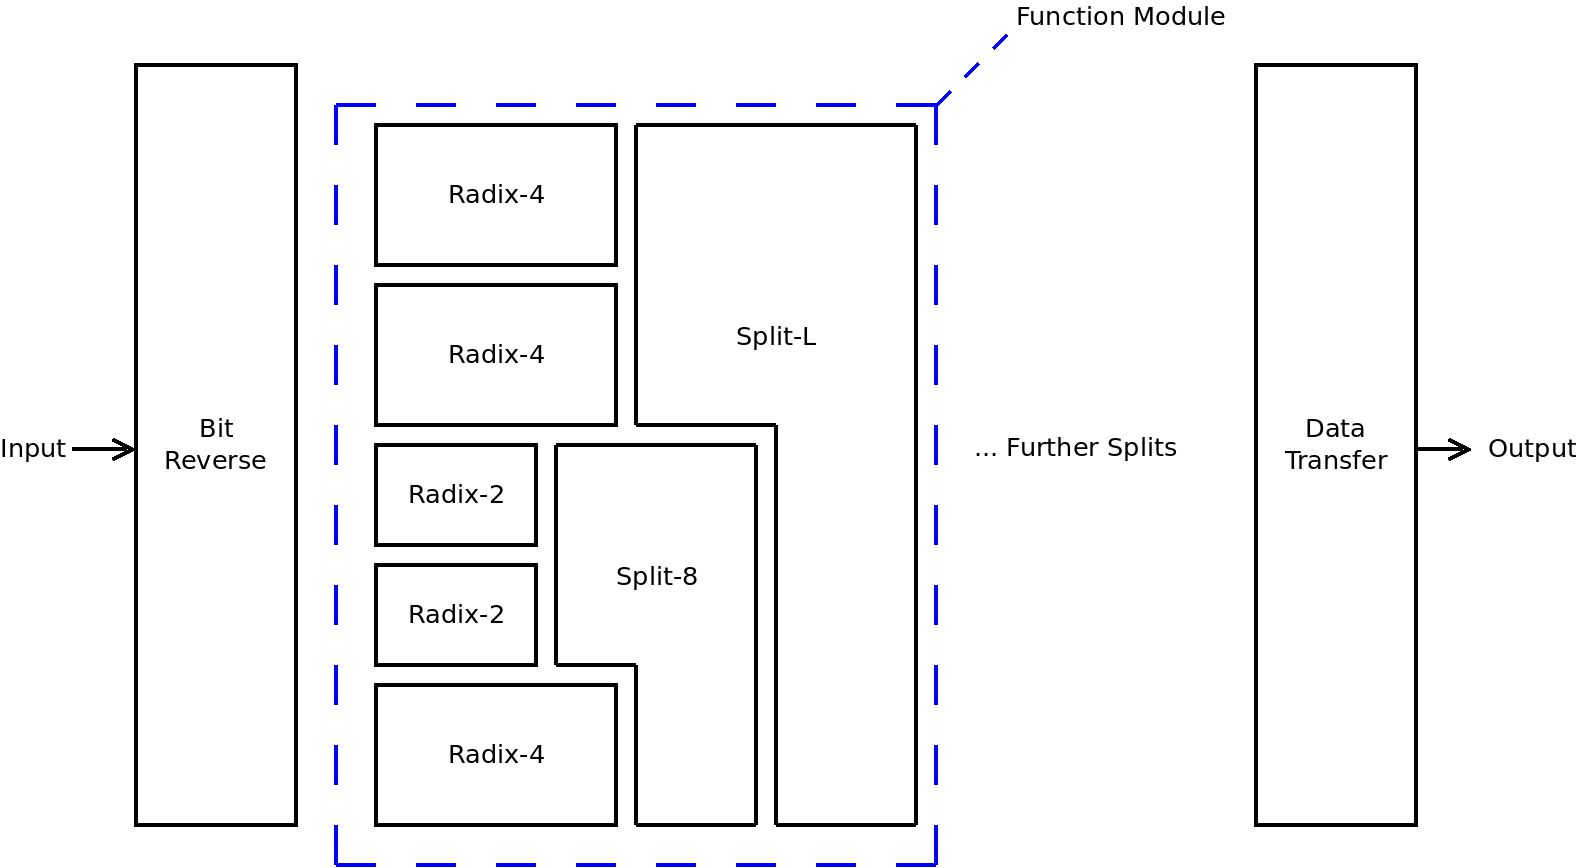 Function Module
Radix-4
Radix-4
Split-L
Input
Bit
Reverse
Radix-2
Split-8
Radix-2
Radix-4
... Further Splits
Data
Transfer
Output